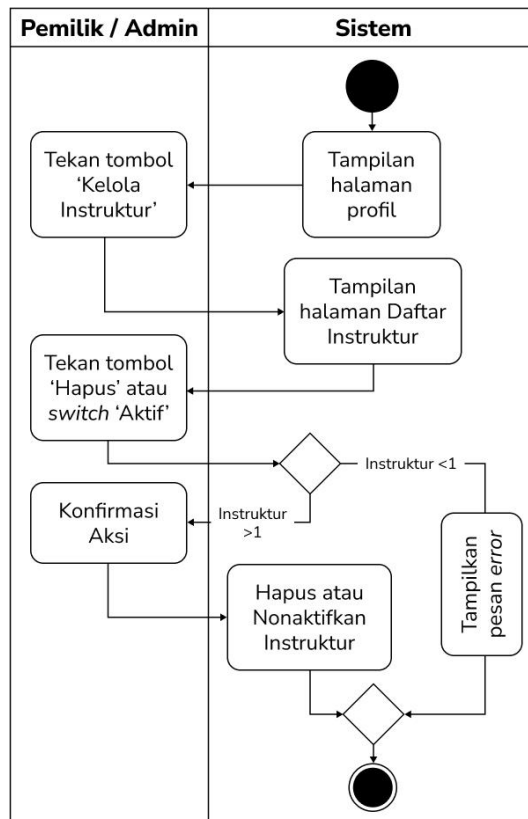 Pemilik / Admin
Sistem
Tampilan
halaman
profil
Tekan tombol
‘Kelola
Instruktur’
Tampilan
halaman Daftar
Instruktur
Tekan tombol
‘Hapus’ atau
switch ‘Aktif’
Instruktur <1
Instruktur
>1
Konfirmasi
Aksi
Tampilkan
pesan error
Hapus atau
Nonaktifkan
Instruktur